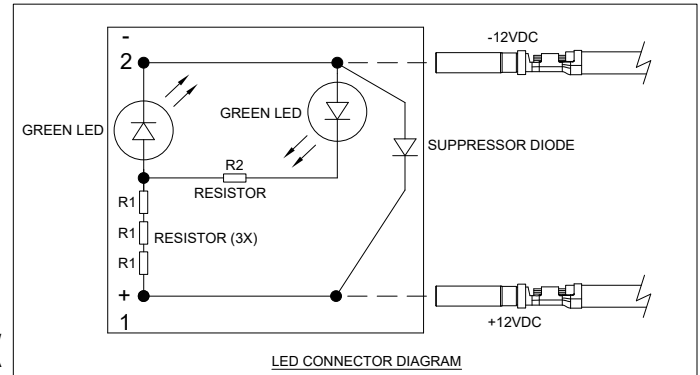 -
2
-12VDC
GREEN LED
GREEN LED
SUPPRESSOR DIODE
R2
RESISTOR
R1
R1
RESISTOR (3X)
R1
+
1
+12VDC
LED CONNECTOR DIAGRAM